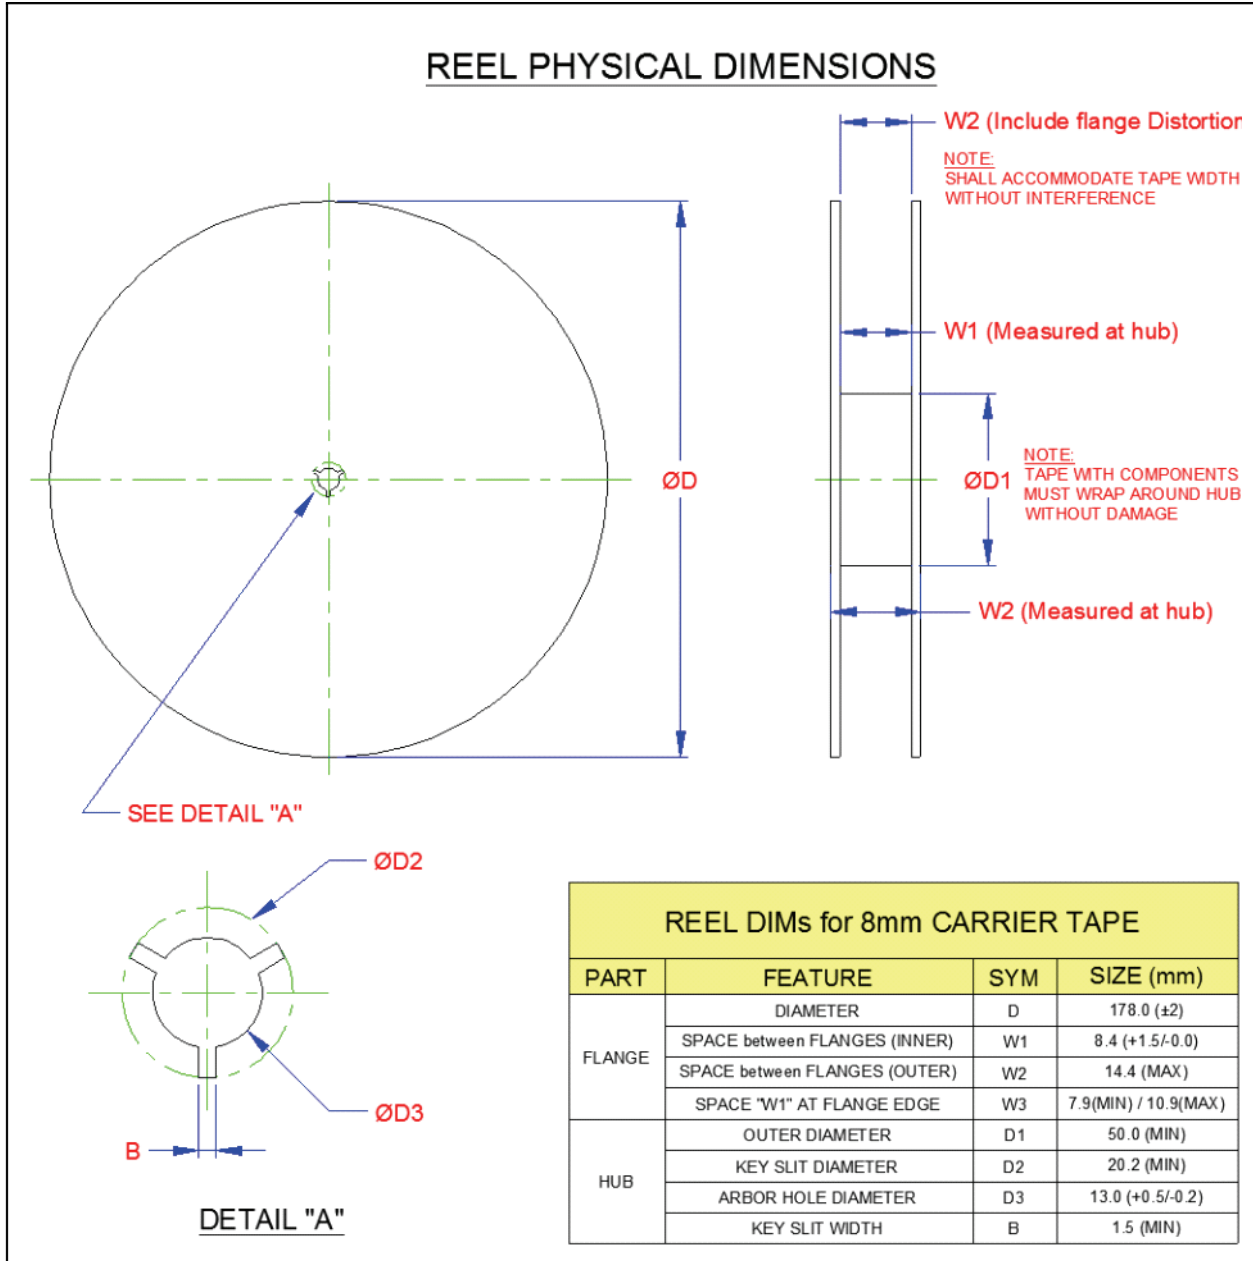 REEL PHYSICAL DIMENSIONS
W2 (Include flange Distortion
NOTE:
SHALL ACCOMMODATE TAPE WIDTH
WITHOUT INTERFERENCE
W1 (Measured at hub)
ØD
ØD1
NOTE:
TAPE WITH COMPONENTS
MUST WRAP AROUND HUB
WITHOUT DAMAGE
W2 (Measured at hub)
SEE DETAIL "A"
ØD2
ØD3
B
DETAIL "A"
REEL DIMs for 8mm CARRIER TAPE
PART FEATURE SYM SIZE (mm)
FLANGE
DIAMETER D 178.0 (±2)
SPACE between FLANGES (INNER) W1 8.4 (+1.5/-0.0)
SPACE between FLANGES (OUTER) W2 14.4 (MAX)
SPACE "W1" AT FLANGE EDGE W3 7.9(MIN) / 10.9(MAX)
HUB
OUTER DIAMETER D1 50.0 (MIN)
KEY SLIT DIAMETER D2 20.2 (MIN)
ARBOR HOLE DIAMETER D3 13.0 (+0.5/-0.2)
KEY SLIT WIDTH B 1.5 (MIN)